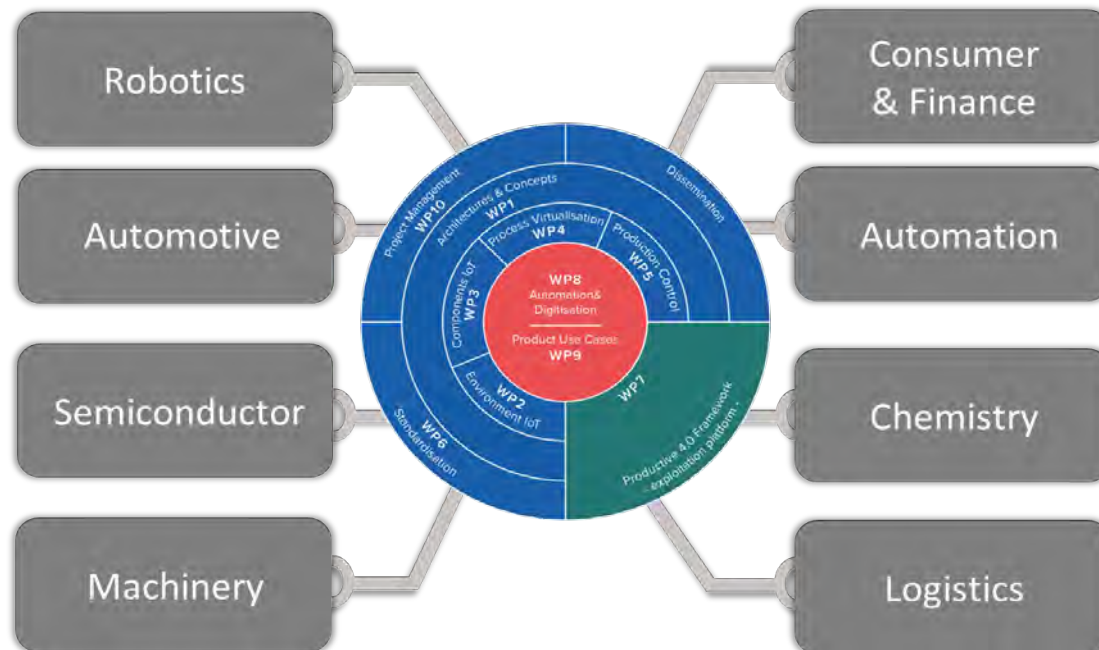 Robotics
Automotive
Semiconductor
Machinery
Project Management
WP10
Architectures & Concepts
WP1
Process Virtualisation
WP4
Dissemination
Production Control
WP5
Components IoT
WP3
WP8
Automation&
Digitisation
Product Use Cases
WP9
WP2
Environment IoT
WP6
Standardisation
WP7
Productive 4.0 Framework
- exploitation platform -
Consumer
& Finance
Automation
Chemistry
Logistics